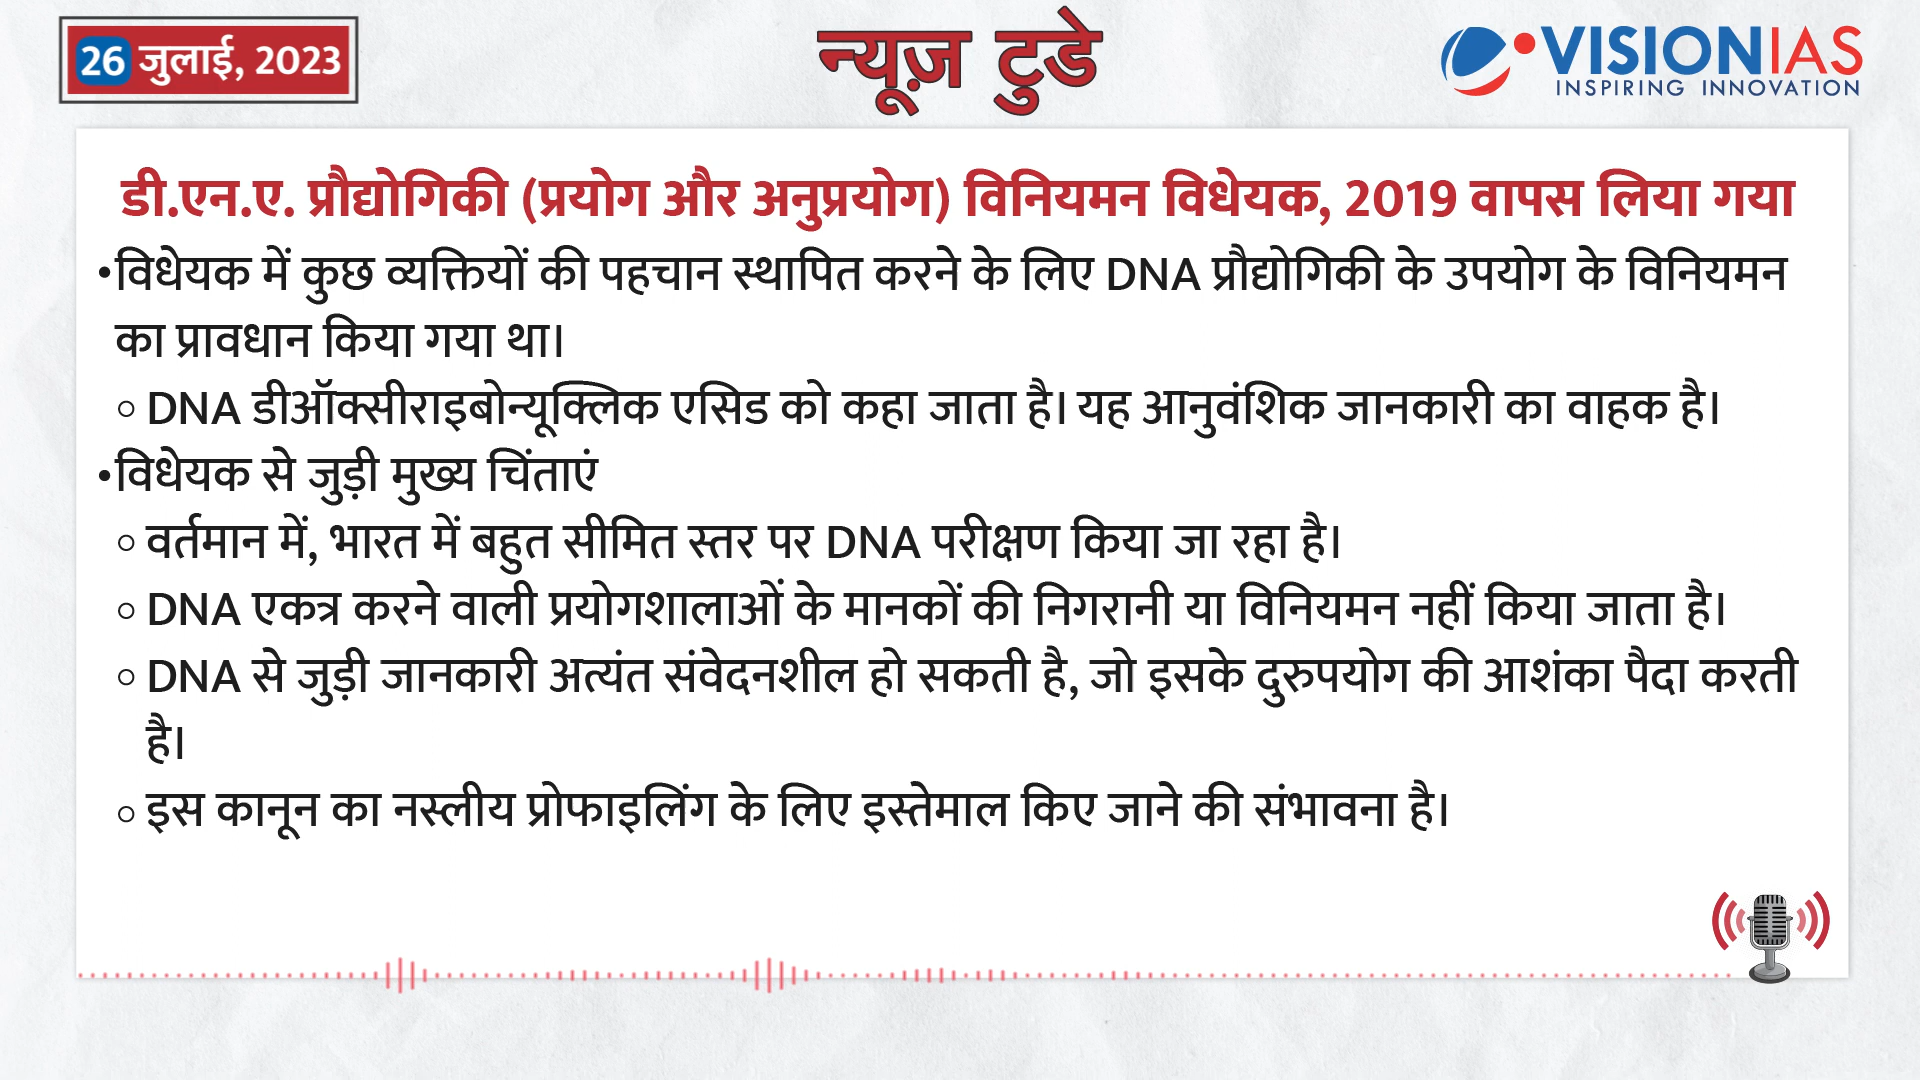 26 जुलाई, 2023
न्यूज़ टुडे
VISIONIAS
INSPIRING INNOVATION
डी.एन.ए. प्रौद्योगिकी (प्रयोग और अनुप्रयोग) विनियमन विधेयक, 2019 वापस लिया गया
•विधेयक में कुछ व्यक्तियों की पहचान स्थापित करने के लिए DNA प्रौद्योगिकी के उपयोग के विनियमन
का प्रावधान किया गया था।
○ DNA डीऑक्सीराइबोन्यूक्लिक एसिड को कहा जाता है। यह आनुवंशिक जानकारी का वाहक है।
•विधेयक से जुड़ी मुख्य चिंताएं
○ वर्तमान में, भारत में बहुत सीमित स्तर पर DNA परीक्षण किया जा रहा है।
○ DNA एकत्र करने वाली प्रयोगशालाओं के मानकों की निगरानी या विनियमन नहीं किया जाता है।
○ DNA से जुड़ी जानकारी अत्यंत संवेदनशील हो सकती है, जो इसके दुरुपयोग की आशंका पैदा करती
है।
○ इस कानून का नस्लीय प्रोफाइलिंग के लिए इस्तेमाल किए जाने की संभावना है।